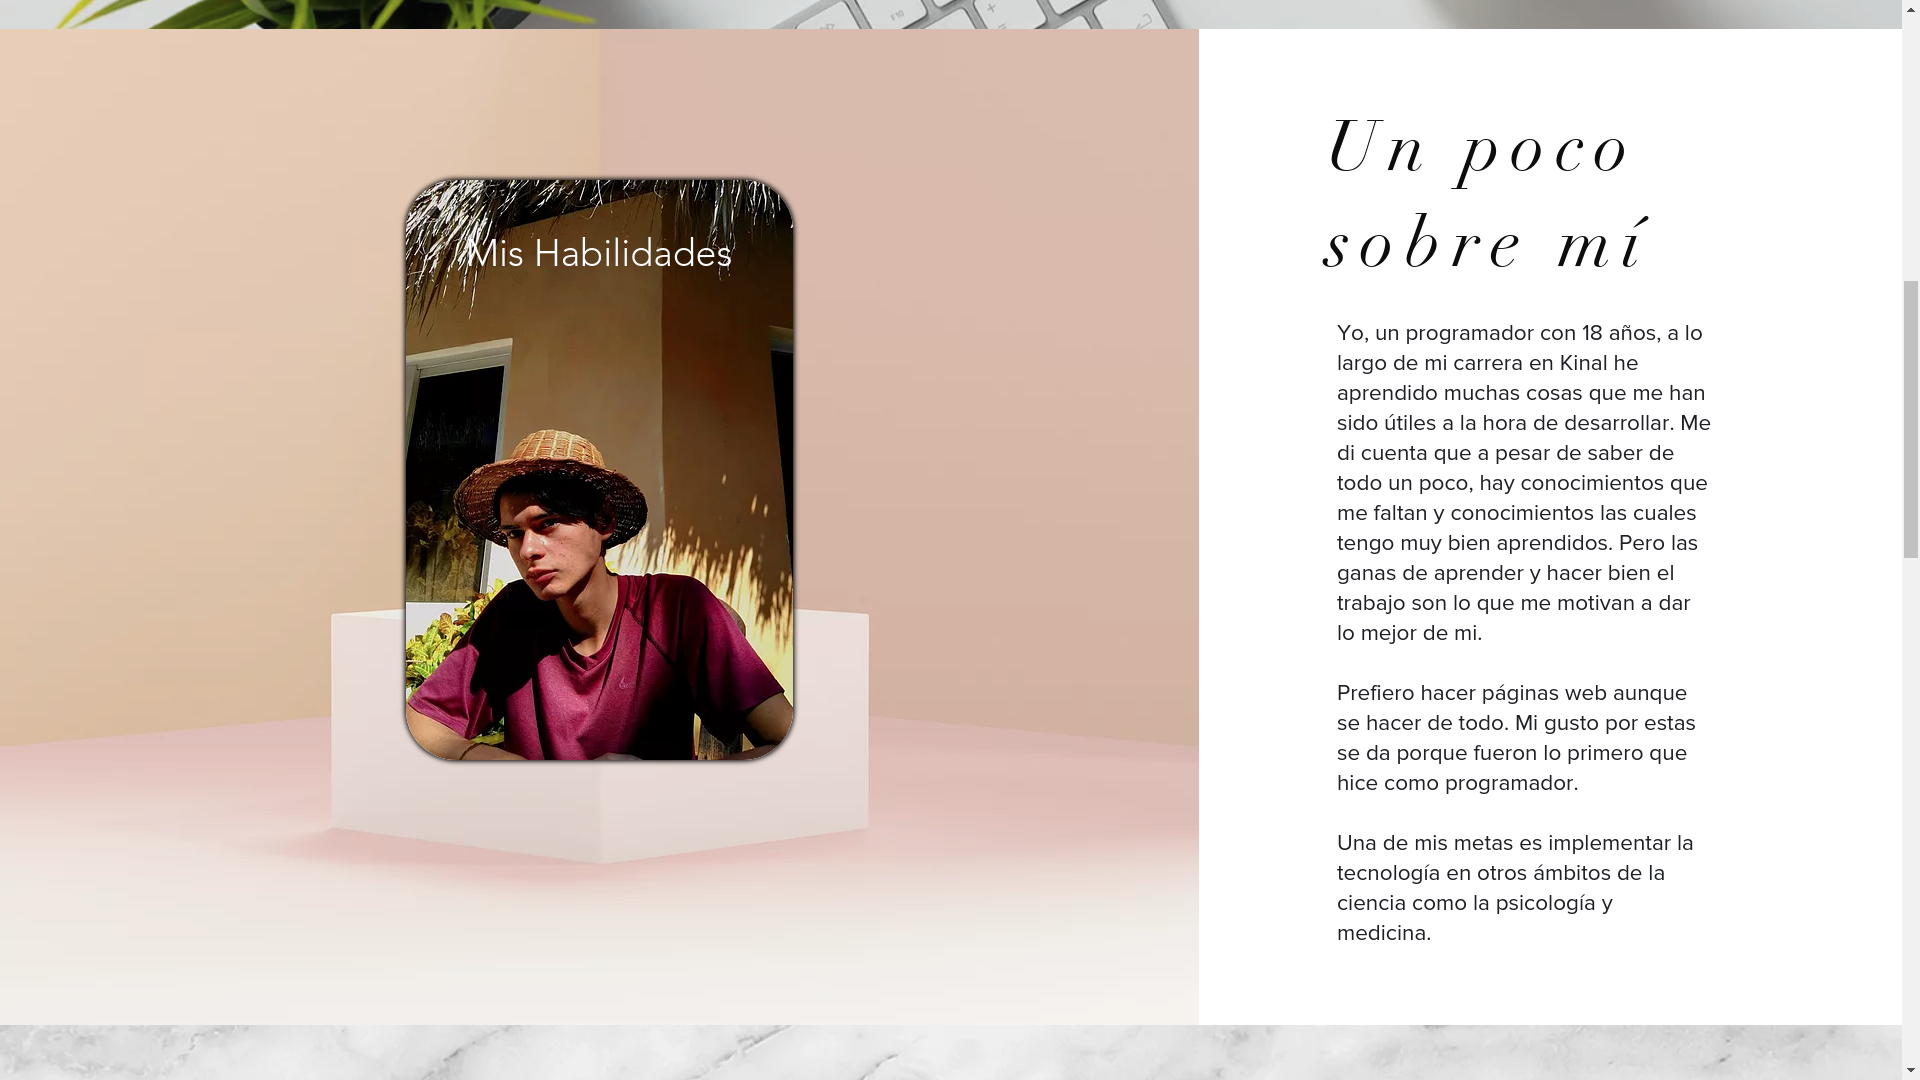 Mis Habilidades
Un poco
sobre mí
Yo, un programador con 18 años, a lo
largo de mi carrera en Kinal he
aprendido muchas cosas que me han
sido útiles a la hora de desarrollar. Me
di cuenta que a pesar de saber de
todo un poco, hay conocimientos que
me faltan y conocimientos las cuales
tengo muy bien aprendidos. Pero las
ganas de aprender y hacer bien el
trabajo son lo que me motivan a dar
lo mejor de mi.
Prefiero hacer páginas web aunque
se hacer de todo. Mi gusto por estas
se da porque fueron lo primero que
hice como programador.
Una de mis metas es implementar la
tecnología en otros ámbitos de la
ciencia como la psicología y
medicina.